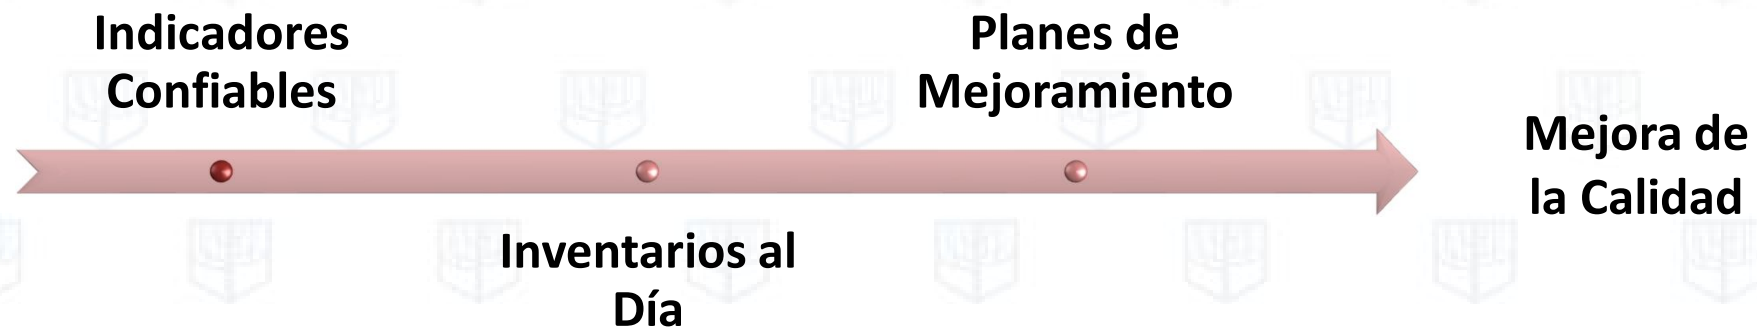 Indicadores
Confiables
Inventarios al
Día
Planes de
Mejoramiento
Mejora de
la Calidad